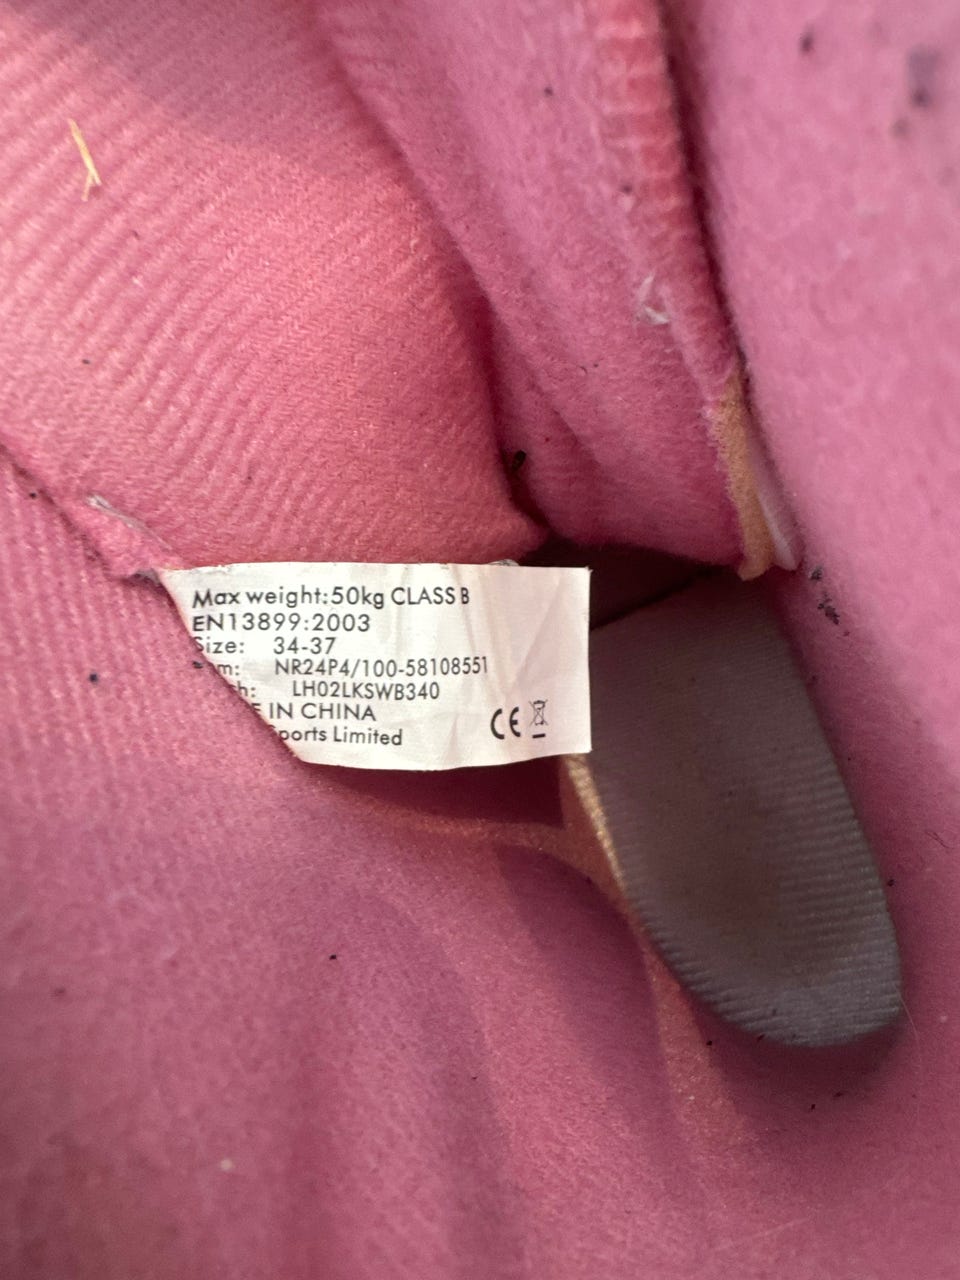 Max weight:50kg CLASS B
EN13899:2003
Size: 34-37
NR24P4/100-58108551
LH02LKSWB340
IN CHINA
Limited
CE